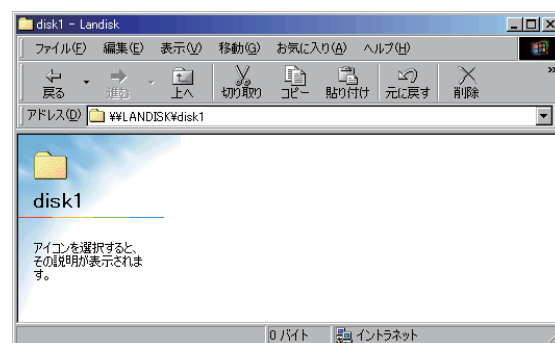 disk1 - Landisk
ファイル(F) 編集(E) 表示(V) 移動(G) お気に入り(A) ヘルプ(H)
戻る 進む 上へ 切り取り コピー 貼り付け 元に戻す 削除 »
アドレス(D) ¥¥LANDISK¥disk1
disk1
アイコンを選択すると、
その説明が表示されま
す。
0 バイト イントラネット